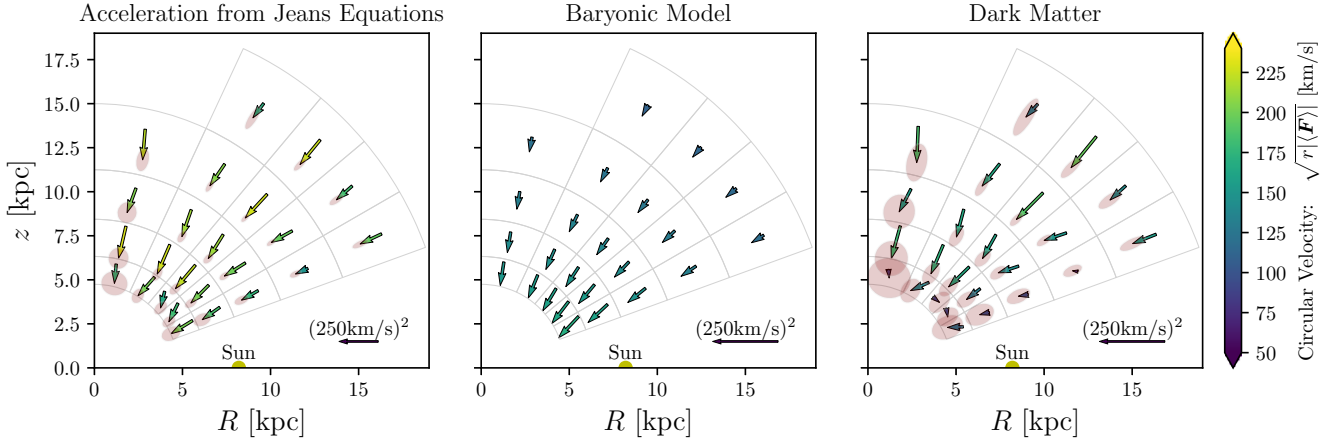 Acceleration from Jeans Equations
Baryonic Model
Dark Matter
17.5
15.0
12.5
10.0
7.5
5.0
2.5
0.0
z [kpc]
(250km/s)²
(250km/s)²
(250km/s)²
Sun
Sun
Sun
0 5 10 15
0 5 10 15
0 5 10 15
R [kpc]
R [kpc]
R [kpc]
225
200
175
150
125
100
75
50
Circular Velocity: √r|⟨F⟩| [km/s]